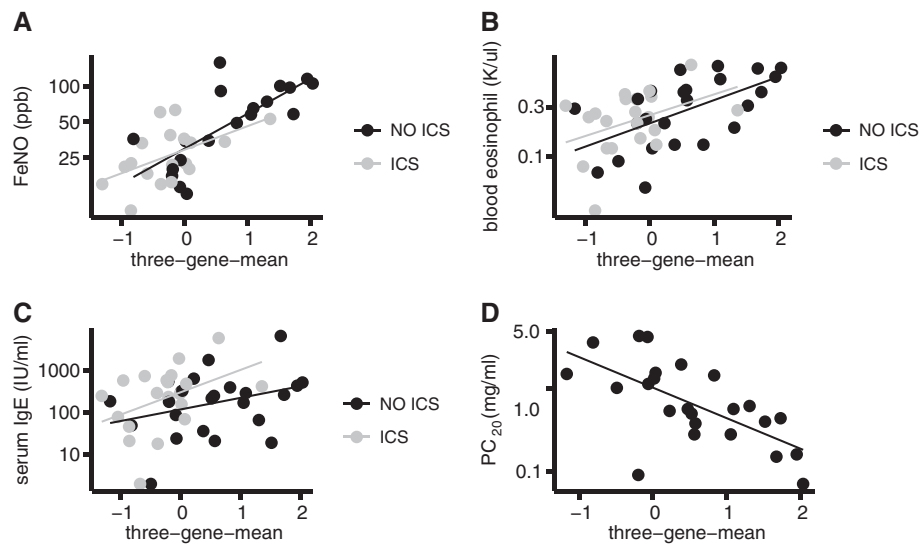 A
FeNO (ppb)
100
50
25
−1
0
1
2
three−gene−mean
NO ICS
ICS
B
blood eosinophil (K/ul)
0.3
0.1
−1
0
1
2
three−gene−mean
NO ICS
ICS
C
serum IgE (IU/ml)
1000
100
10
−1
0
1
2
three−gene−mean
NO ICS
ICS
D
PC20 (mg/ml)
5.0
1.0
0.1
−1
0
1
2
three−gene−mean